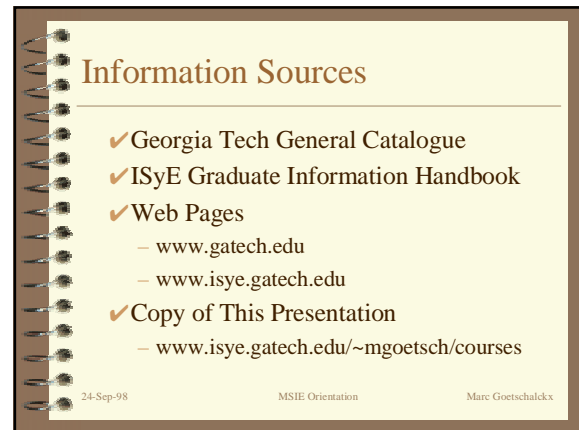 Information Sources
✔Georgia Tech General Catalogue
✔ISyE Graduate Information Handbook
✔Web Pages
– www.gatech.edu
– www.isye.gatech.edu
✔Copy of This Presentation
– www.isye.gatech.edu/~mgoetsch/courses
24-Sep-98 MSIE Orientation Marc Goetschalckx